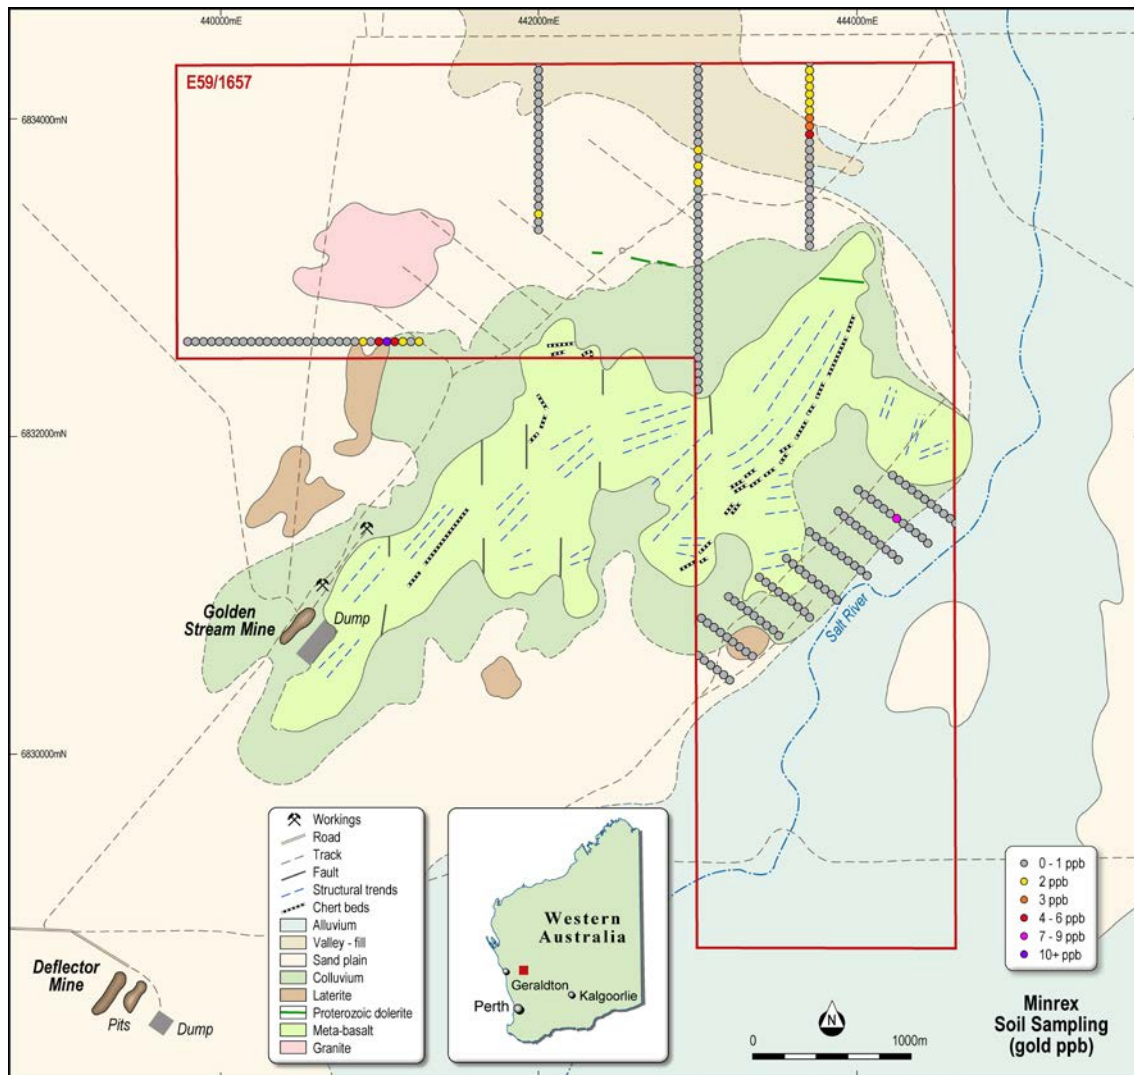 440000mE
442000mE
444000mE
E59/1657
6834000mN
6832000mN
6830000mN
Golden
Stream Mine
Dump
Salt River
Deflector
Mine
Pits
Dump
Workings
Road
Track
Fault
Structural trends
Chert beds
Alluvium
Valley - fill
Sand plain
Colluvium
Laterite
Proterozoic dolerite
Meta-basalt
Granite
Western
Australia
Geraldton
Kalgoorlie
Perth
0 - 1 ppb
2 ppb
3 ppb
4 - 6 ppb
7 - 9 ppb
10+ ppb
N
0
1000m
Minrex
Soil Sampling
(gold ppb)